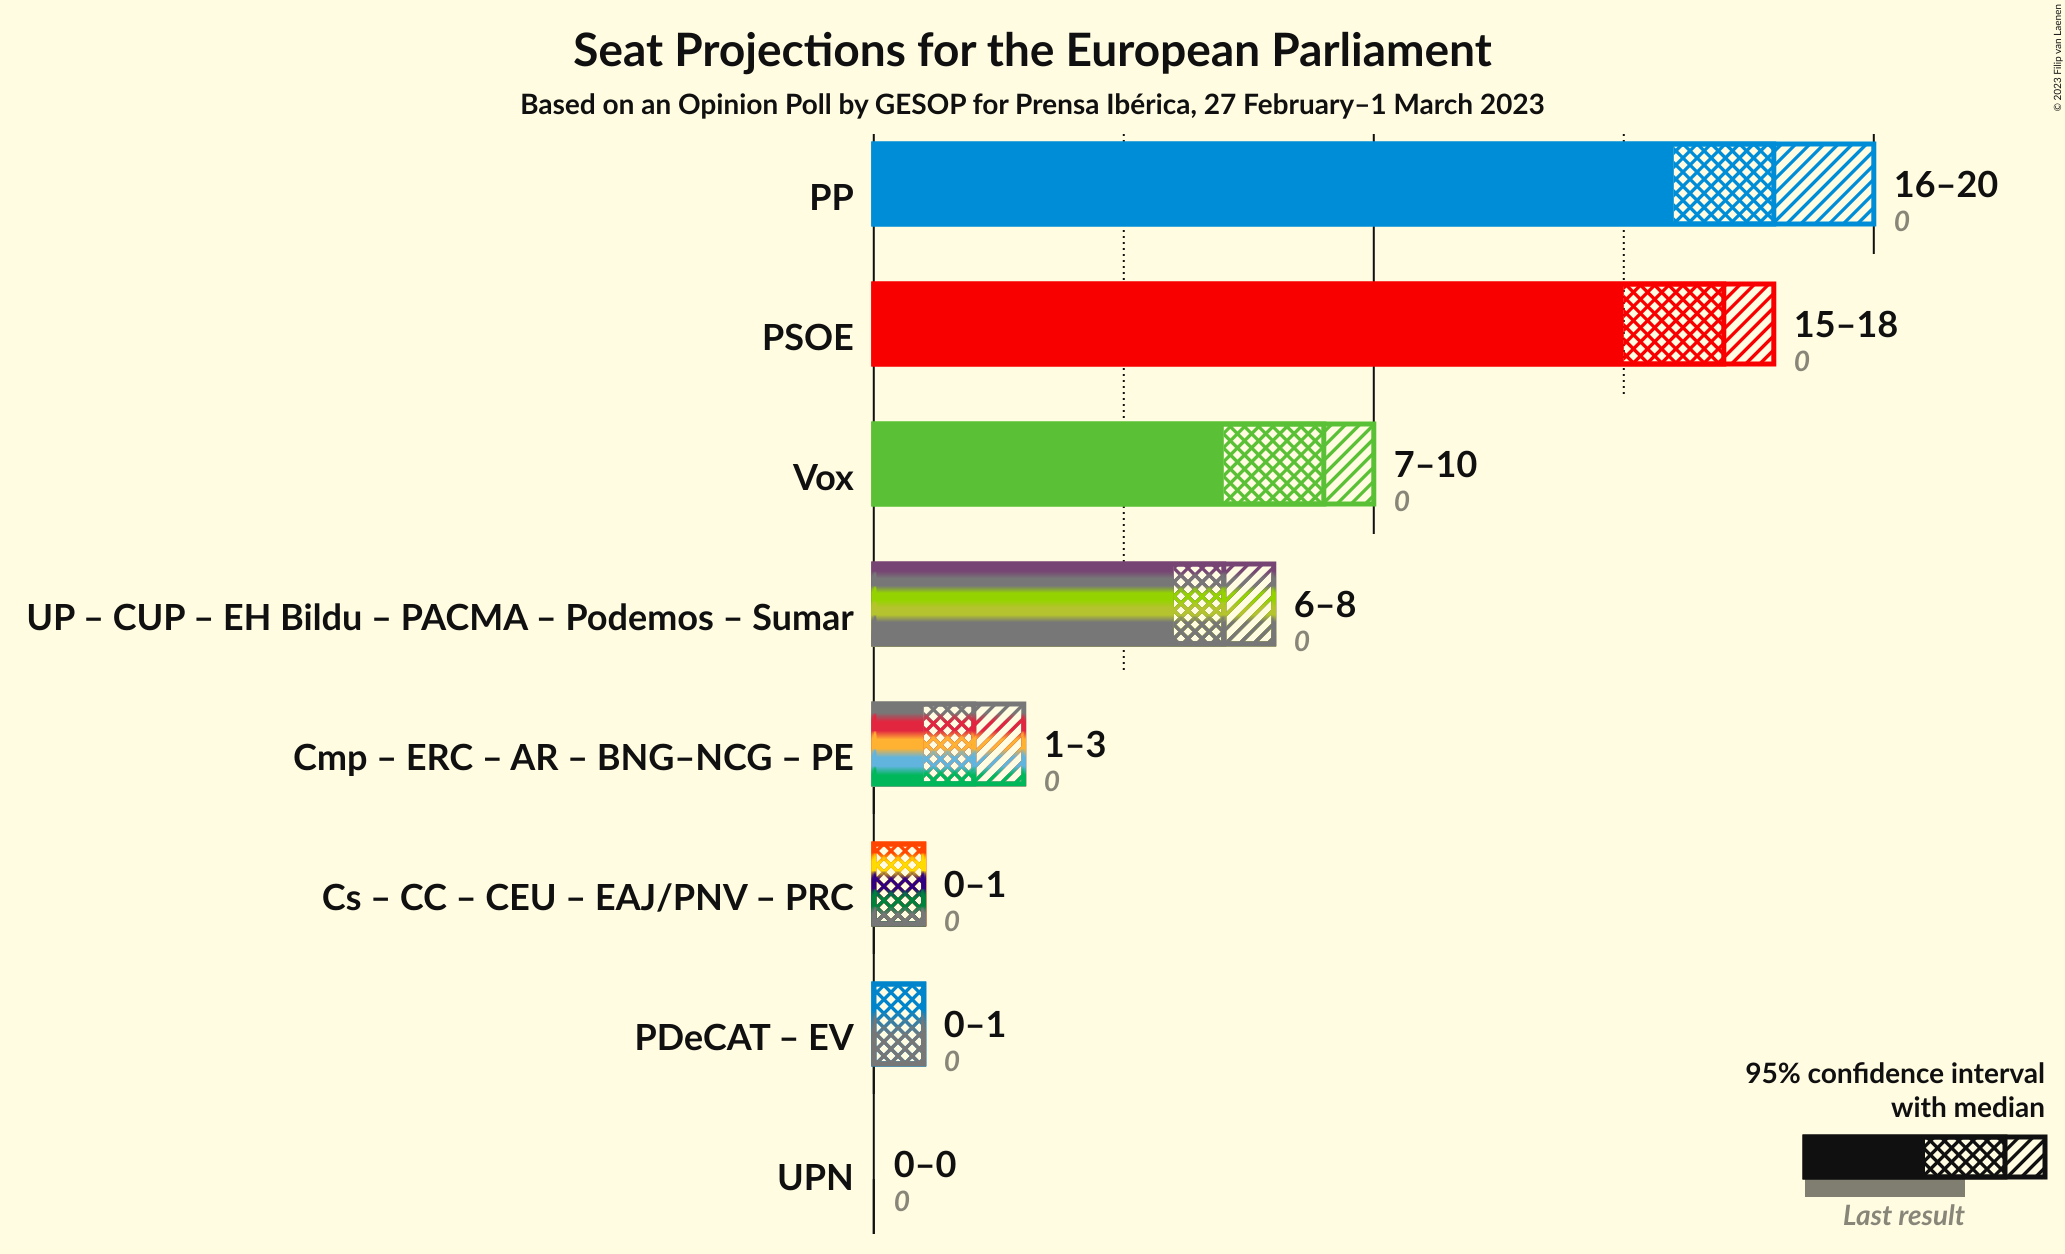 Seat Projections for the European Parliament
Based on an Opinion Poll by GESOP for Prensa Ibérica, 27 February–1 March 2023
© 2023 Filip van Laenen
PP
16–20
0
PSOE
15–18
0
Vox
7–10
0
UP – CUP – EH Bildu – PACMA – Podemos – Sumar
6–8
0
Cmp – ERC – AR – BNG–NCG – PE
1–3
0
Cs – CC – CEU – EAJ/PNV – PRC
0–1
0
PDeCAT – EV
0–1
0
UPN
0–0
0
95% confidence interval
with median
Last result